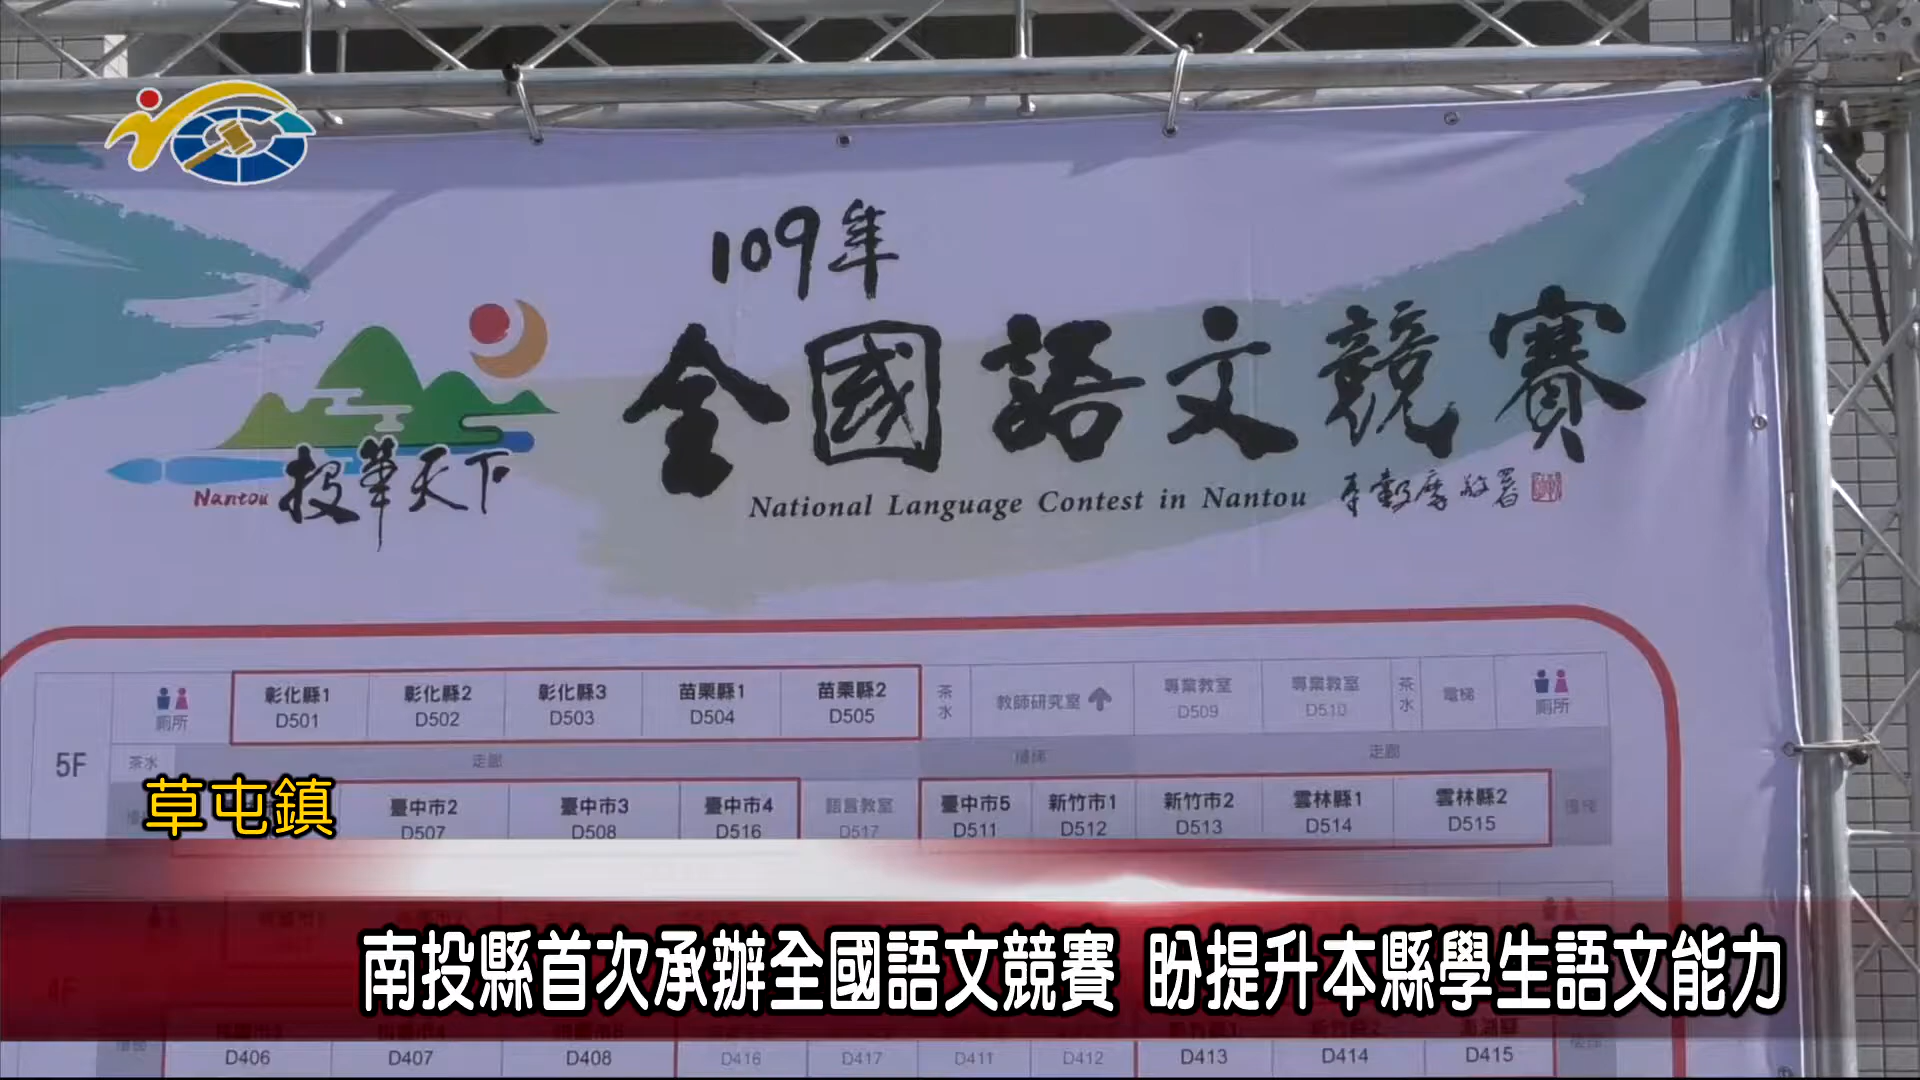 109年
全國語文競賽
Nantou 投筆天下
National Language Contest in Nantou
廁所
彰化縣1 彰化縣2 彰化縣3 苗栗縣1 苗栗縣2
D501 D502 D503 D504 D505
茶水
教師研究室
專業教室 專業教室
D509 D510
茶水
電梯
廁所
5F
茶水 走廊 樓梯 走廊
臺中市2 臺中市3 臺中市4 語言教室 臺中市5 新竹市1 新竹市2 雲林縣1 雲林縣2 樓梯
D507 D508 D516 D517 D511 D512 D513 D514 D515
草屯鎮
南投縣首次承辦全國語文競賽 盼提升本縣學生語文能力
4F
D406 D407 D408 D416 D417 D411 D412 D413 D414 D415